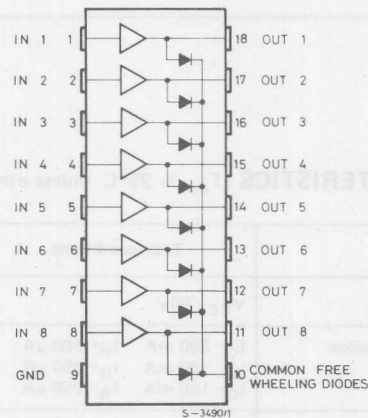 IN 1 1 18 OUT 1
IN 2 2 17 OUT 2
IN 3 3 16 OUT 3
IN 4 4 15 OUT 4
IN 5 5 14 OUT 5
IN 6 6 13 OUT 6
IN 7 7 12 OUT 7
IN 8 8 11 OUT 8
GND 9 10 COMMON FREE
WHEELING DIODES
S-3490/1